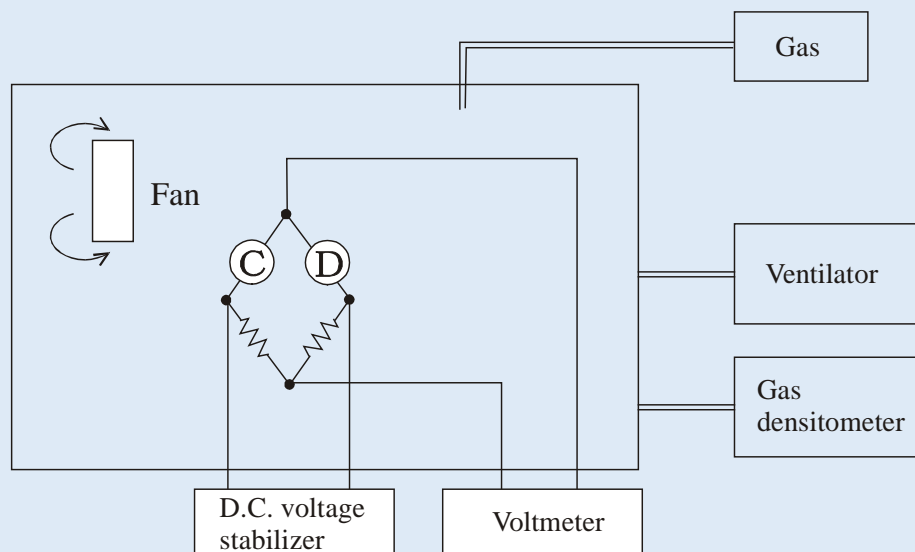 Gas
Fan
C
D
Ventilator
Gas
densitometer
D.C. voltage
stabilizer
Voltmeter